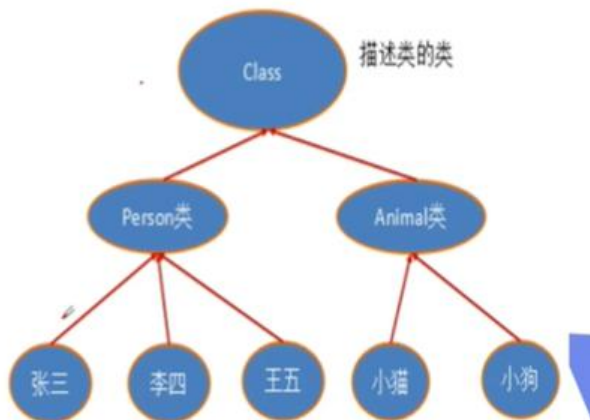 Class
描述类的类
Person类
Animal类
张三
李四
王五
小猫
小狗